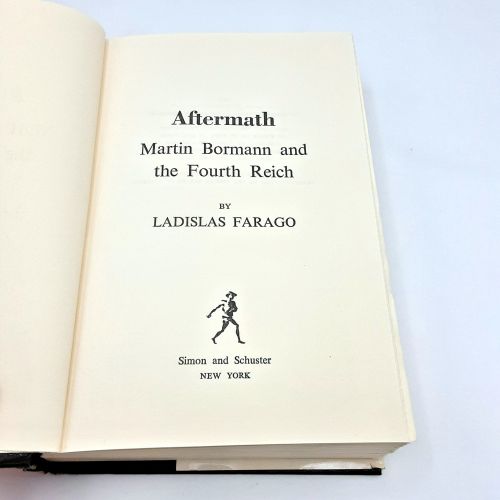 Aftermath
Martin Bormann and
the Fourth Reich
BY
LADISLAS FARAGO
Simon and Schuster
NEW YORK